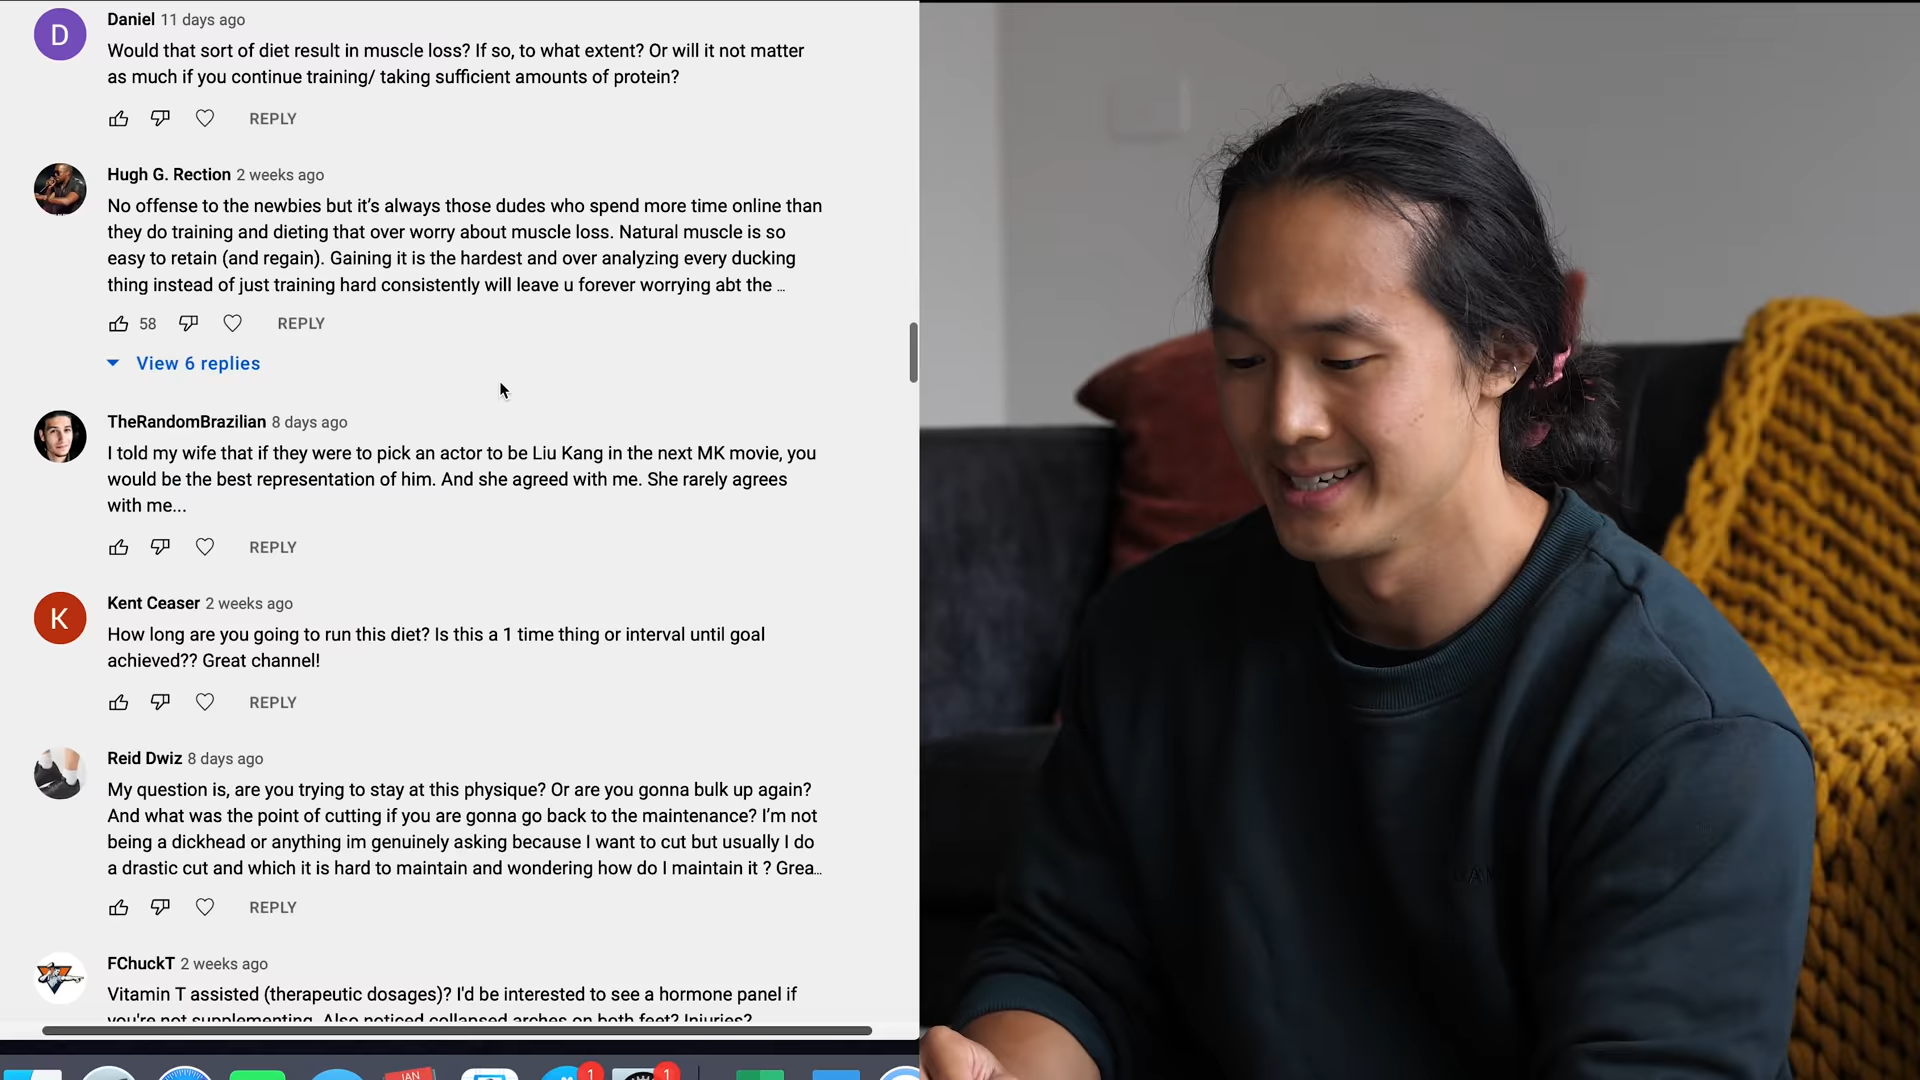 D
Daniel 11 days ago
Would that sort of diet result in muscle loss? If so, to what extent? Or will it not matter
as much if you continue training/ taking sufficient amounts of protein?
REPLY
Hugh G. Rection 2 weeks ago
No offense to the newbies but it’s always those dudes who spend more time online than
they do training and dieting that over worry about muscle loss. Natural muscle is so
easy to retain (and regain). Gaining it is the hardest and over analyzing every ducking
thing instead of just training hard consistently will leave u forever worrying abt the ...
58 REPLY
View 6 replies
TheRandomBrazilian 8 days ago
I told my wife that if they were to pick an actor to be Liu Kang in the next MK movie, you
would be the best representation of him. And she agreed with me. She rarely agrees
with me...
REPLY
K
Kent Ceaser 2 weeks ago
How long are you going to run this diet? Is this a 1 time thing or interval until goal
achieved?? Great channel!
REPLY
Reid Dwiz 8 days ago
My question is, are you trying to stay at this physique? Or are you gonna bulk up again?
And what was the point of cutting if you are gonna go back to the maintenance? I’m not
being a dickhead or anything im genuinely asking because I want to cut but usually I do
a drastic cut and which it is hard to maintain and wondering how do I maintain it ? Grea...
REPLY
FChuckT 2 weeks ago
Vitamin T assisted (therapeutic dosages)? I'd be interested to see a hormone panel if
you're not supplementing. Also noticed collapsed arches on both feet? Injuries?
JAN
1
1